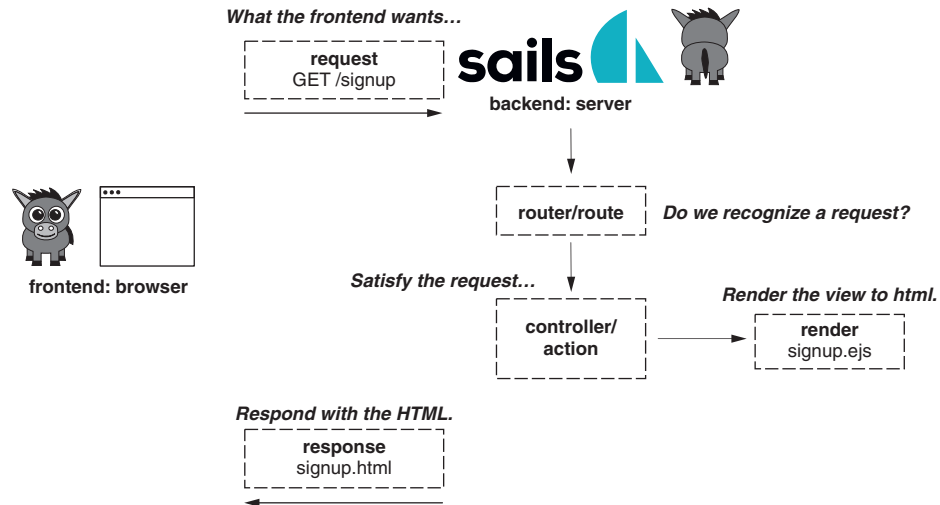 What the frontend wants…
request
GET /signup
sails
backend: server
router/route
Do we recognize a request?
frontend: browser
Satisfy the request…
Render the view to html.
controller/
action
render
signup.ejs
Respond with the HTML.
response
signup.html